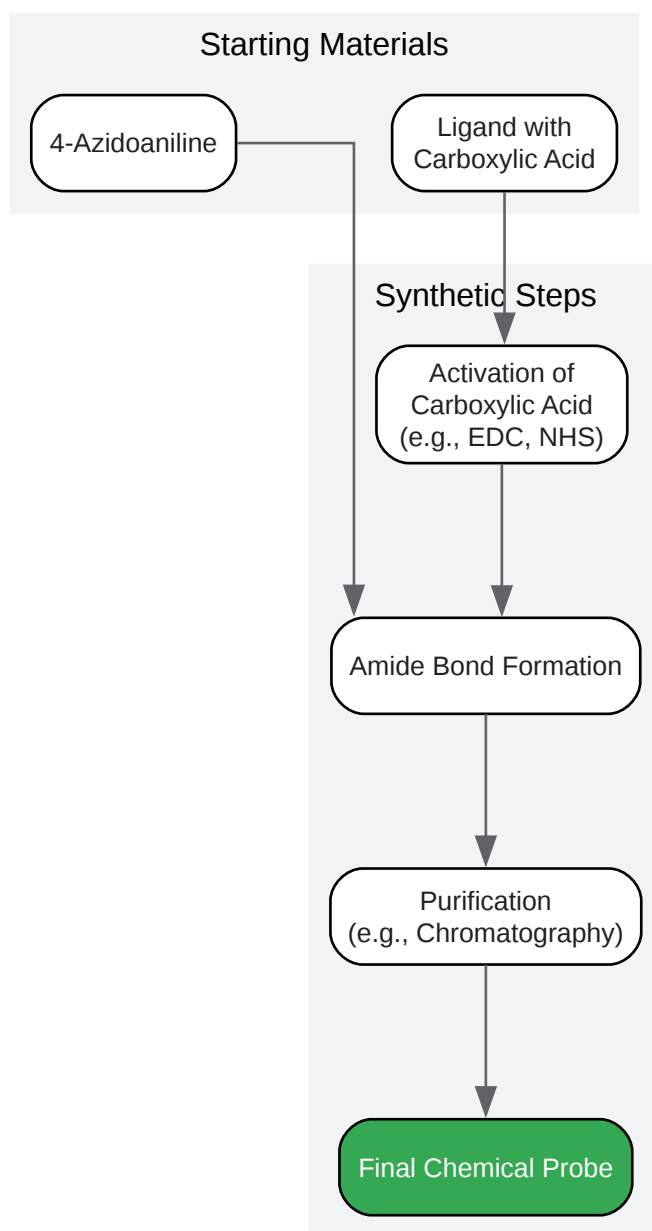 Starting Materials
4-Azidoaniline
Ligand with
Carboxylic Acid
Synthetic Steps
Activation of
Carboxylic Acid
(e.g., EDC, NHS)
Amide Bond Formation
Purification
(e.g., Chromatography)
Final Chemical Probe